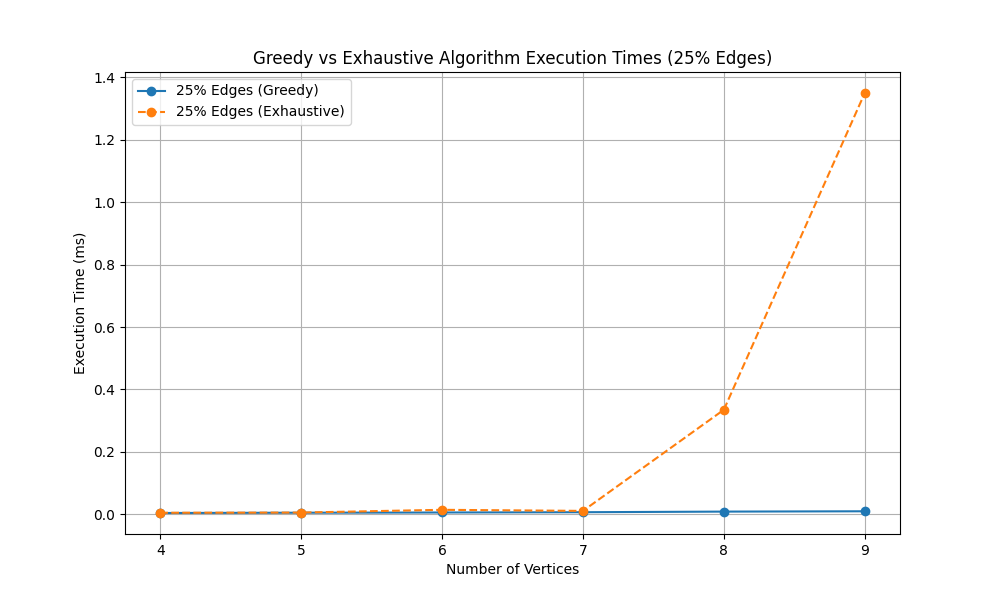 Greedy vs Exhaustive Algorithm Execution Times (25% Edges)
25% Edges (Greedy)
25% Edges (Exhaustive)
Execution Time (ms)
1.4
1.2
1.0
0.8
0.6
0.4
0.2
0.0
4 5 6 7 8 9
Number of Vertices